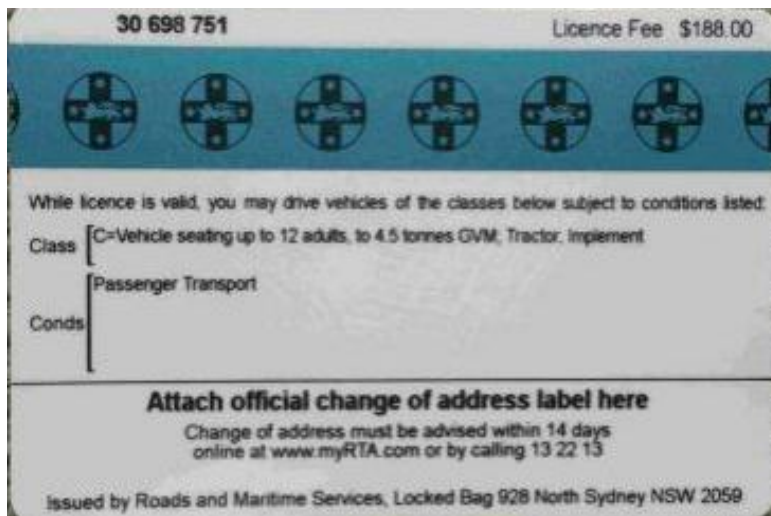 30 698 751
Licence Fee $188.00
While licence is valid, you may drive vehicles of the classes below subject to conditions listed:
Class
C=Vehicle seating up to 12 adults, to 4.5 tonnes GVM, Tractor, Implement
Conds
Passenger Transport
Attach official change of address label here
Change of address must be advised within 14 days
online at www.myRTA.com or by calling 13 22 13
Issued by Roads and Maritime Services, Locked Bag 928 North Sydney NSW 2059